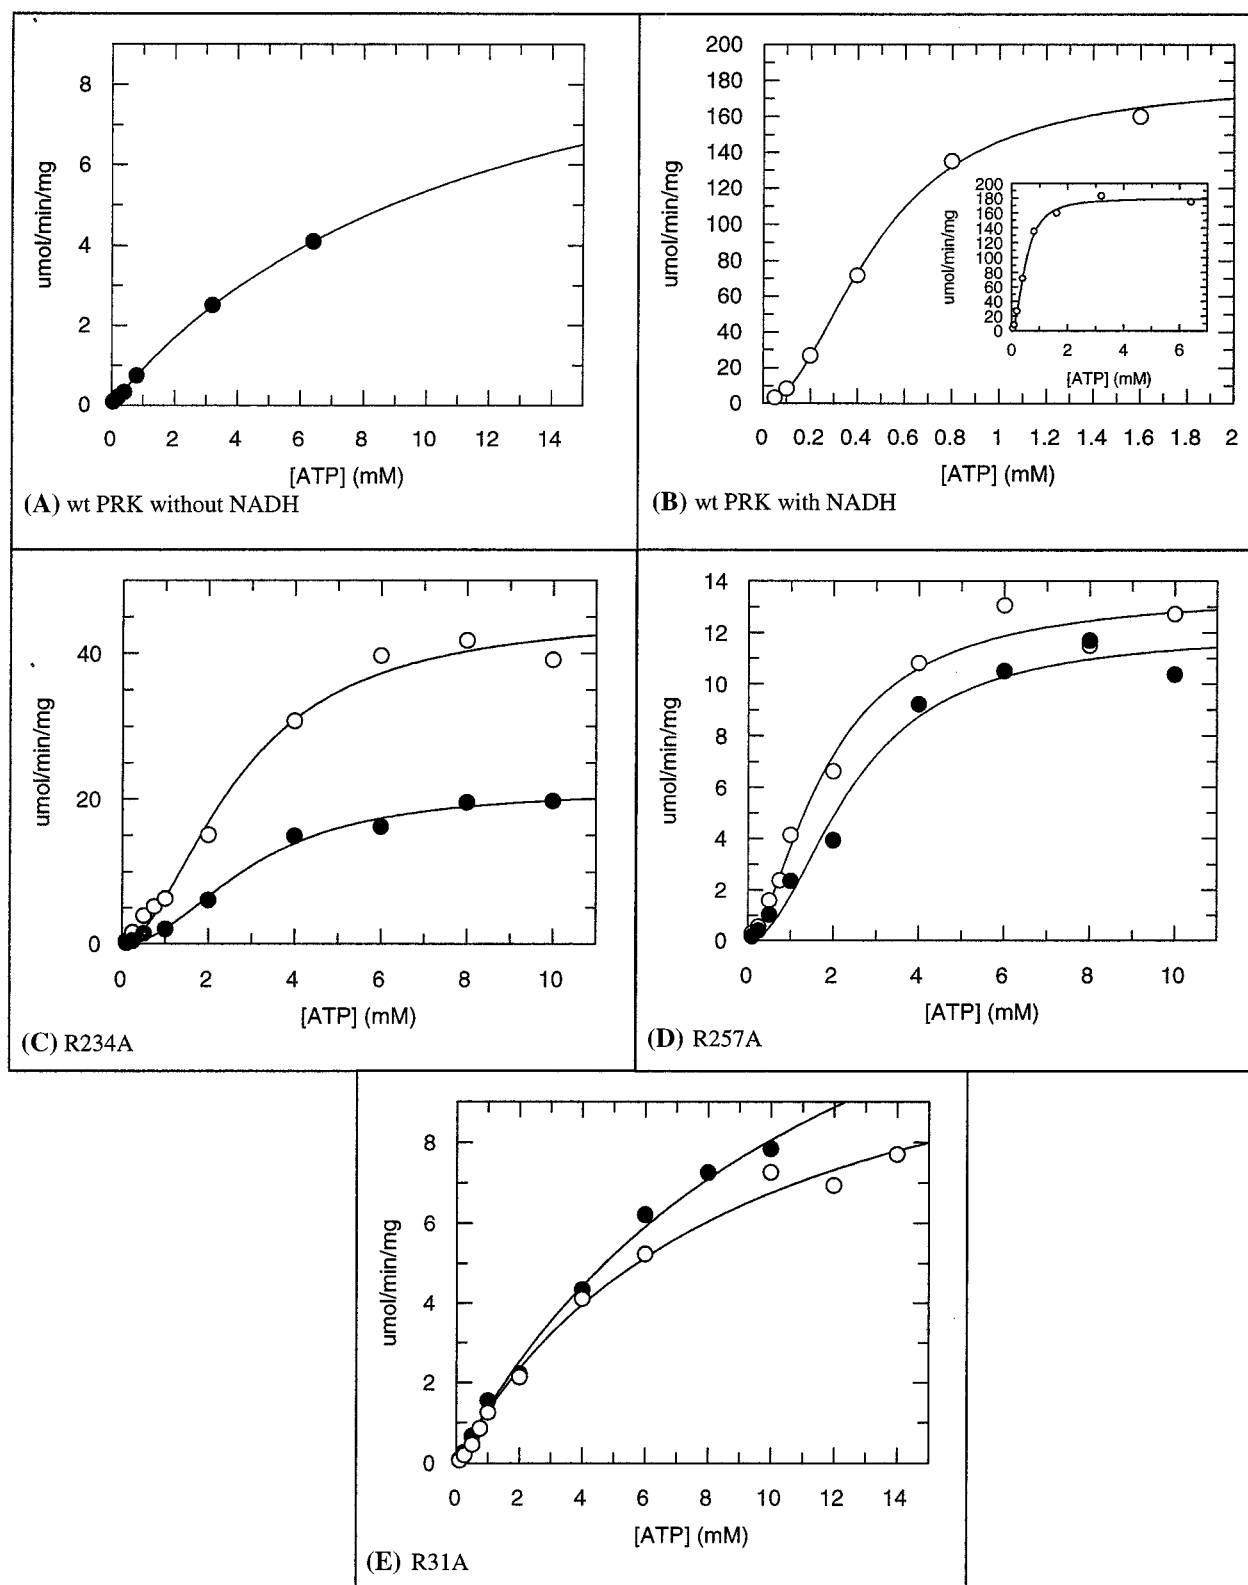 8
6
4
2
0
umol/min/mg
0 2 4 6 8 10 12 14
[ATP] (mM)
(A) wt PRK without NADH
200
180
160
140
120
100
80
60
40
20
0
umol/min/mg
0 0.2 0.4 0.6 0.8 1 1.2 1.4 1.6 1.8 2
[ATP] (mM)
200
180
160
140
120
100
80
60
40
20
0
umol/min/mg
0 2 4 6
[ATP] (mM)
(B) wt PRK with NADH
40
20
0
umol/min/mg
0 2 4 6 8 10
[ATP] (mM)
(C) R234A
14
12
10
8
6
4
2
0
umol/min/mg
0 2 4 6 8 10
[ATP] (mM)
(D) R257A
8
6
4
2
0
umol/min/mg
0 2 4 6 8 10 12 14
[ATP] (mM)
(E) R31A